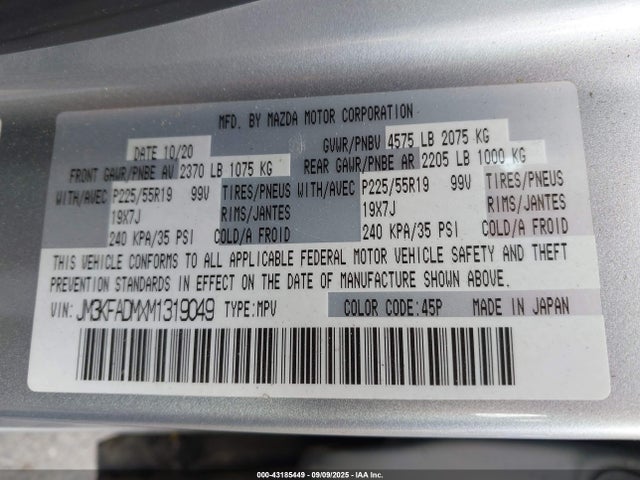 MFD. BY MAZDA MOTOR CORPORATION
DATE 10/20 GVWR/PNBV 4575 LB 2075 KG
FRONT GAWR/PNBE AV 2370 LB 1075 KG REAR GAWR/PNBE AR 2205 LB 1000 KG
WITH/AVEC P225/55R19 99V TIRES/PNEUS WITH/AVEC P225/55R19 99V TIRES/PNEUS
19X7J RIMS/JANTES 19X7J RIMS/JANTES
240 KPA/35 PSI COLD/A FROID 240 KPA/35 PSI COLD/A FROID
THIS VEHICLE CONFORMS TO ALL APPLICABLE FEDERAL MOTOR VEHICLE SAFETY AND THEFT
PREVENTION STANDARDS IN EFFECT ON THE DATE OF MANUFACTURE SHOWN ABOVE.
VIN: JM3KFADMXM1319049 TYPE:MPV COLOR CODE:45P MADE IN JAPAN
000-43185449 - 09/09/2025 - IAA Inc.